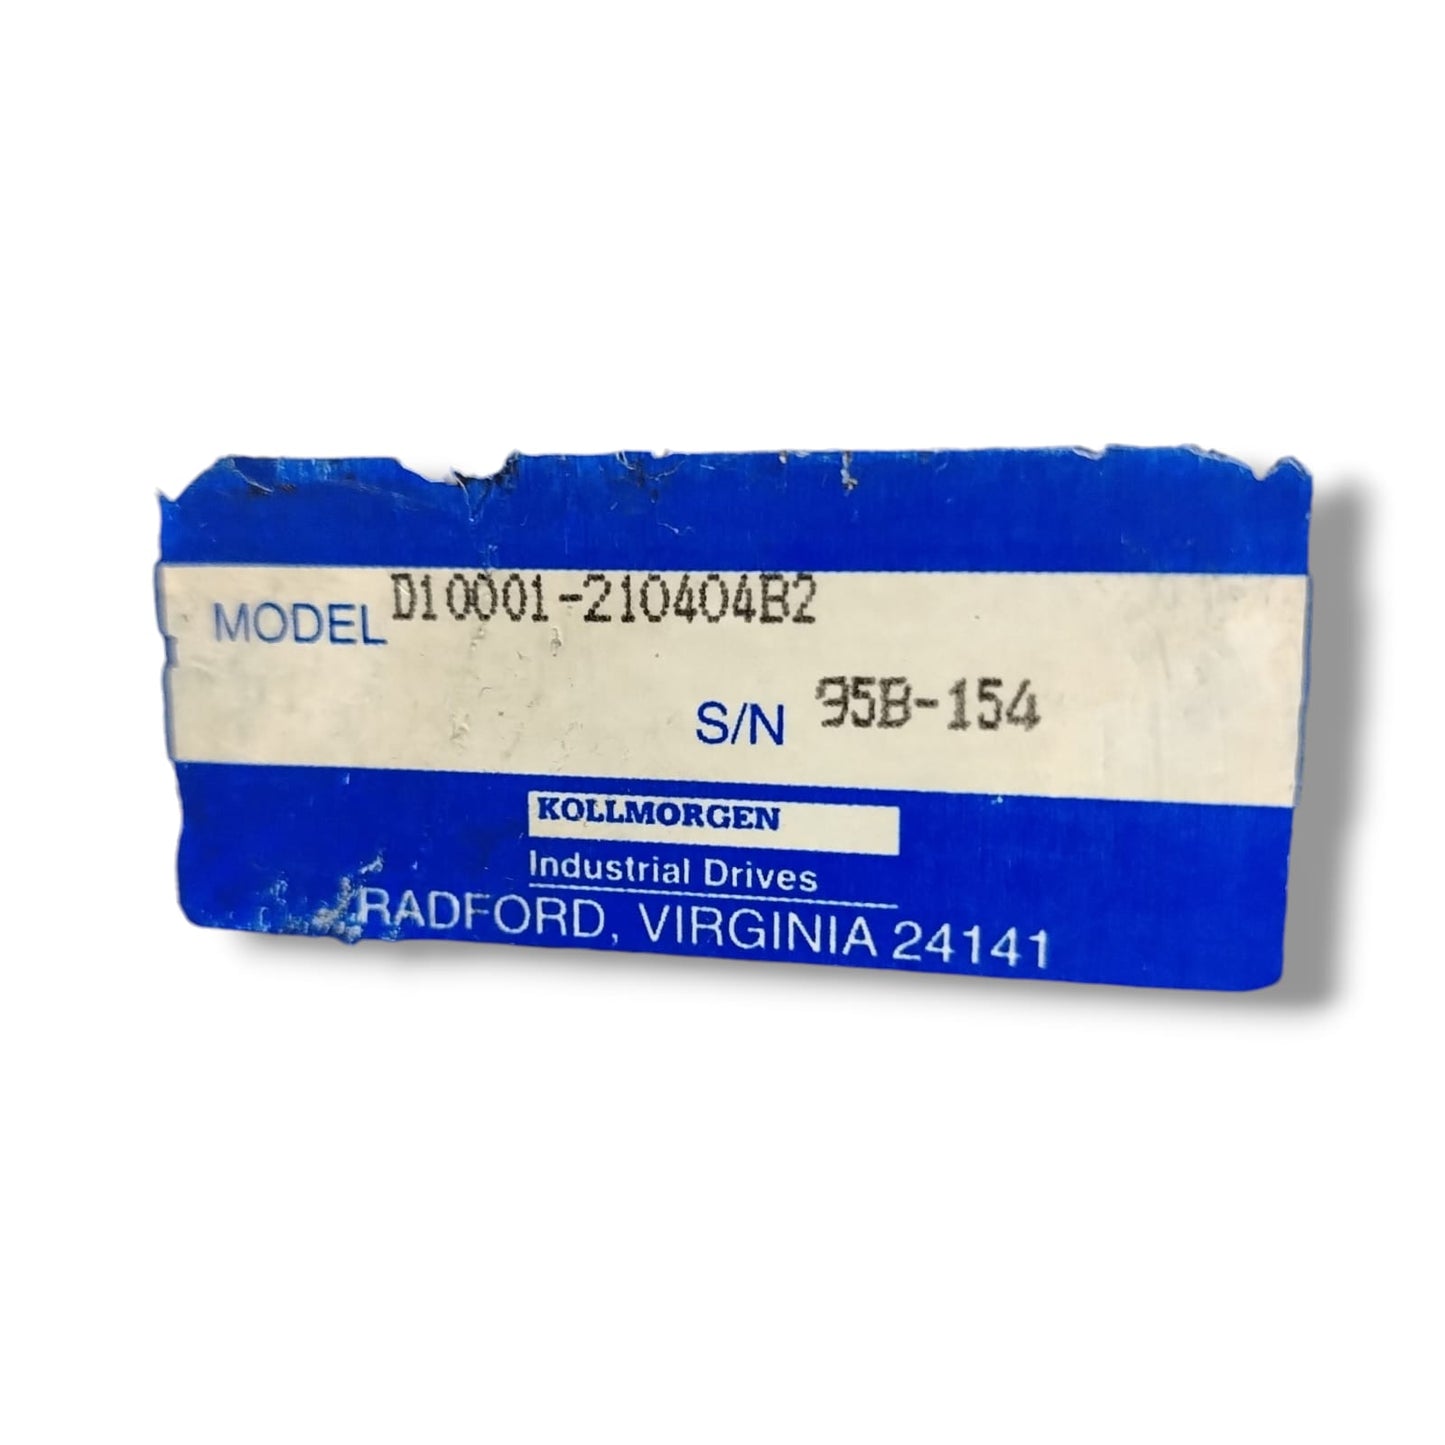 MODEL D10001-210404B2
S/N 95B-154
KOLLMORGEN
Industrial Drives
RADFORD, VIRGINIA 24141